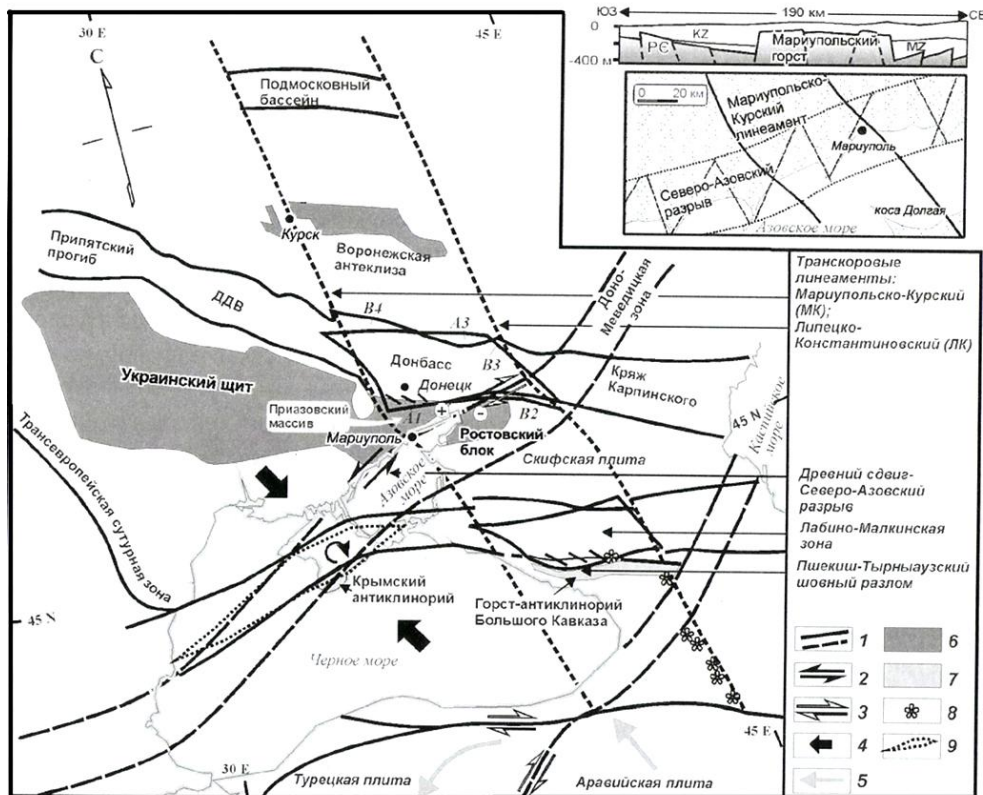 30 E
45 E
С
Подмосковный
бассейн
Курск
Воронежская
антеклиза
Припятский
прогиб
ДДВ
B4
A3
Доно-
Медведицкая
зона
Донбасс
Донецк
B3
Украинский щит
Кряж
Карпинского
Приазовский
массив
A1
+
-
B2
Мариуполь
Ростовский
блок
45 N
Каспийское
море
Скифская плита
Азовское
море
Трансевропейская сутурная
зона
Крымский
антиклинорий
Горст-антиклинорий
Большого Кавказа
45 N
Черное море
45 E
30 E
Турецкая плита
Аравийская плита
ЮЗ
190 км
СВ
0
-400 м
KZ
PЄ
Мариупольский
горст
MZ
0 20 км
Мариупольско-
Курский
линеамент
Мариуполь
Северо-Азовский
разрыв
коса Долгая
Азовское море
Транскоровые
линеаменты:
Мариупольско-Курский
(МК);
Липецко-
Константиновский (ЛК)
Древний сдвиг-
Северо-Азовский
разрыв
Лабино-Малкинская
зона
Пшекиш-Тырныаузский
шовный разлом
1
6
2
7
3
8
4
9
5